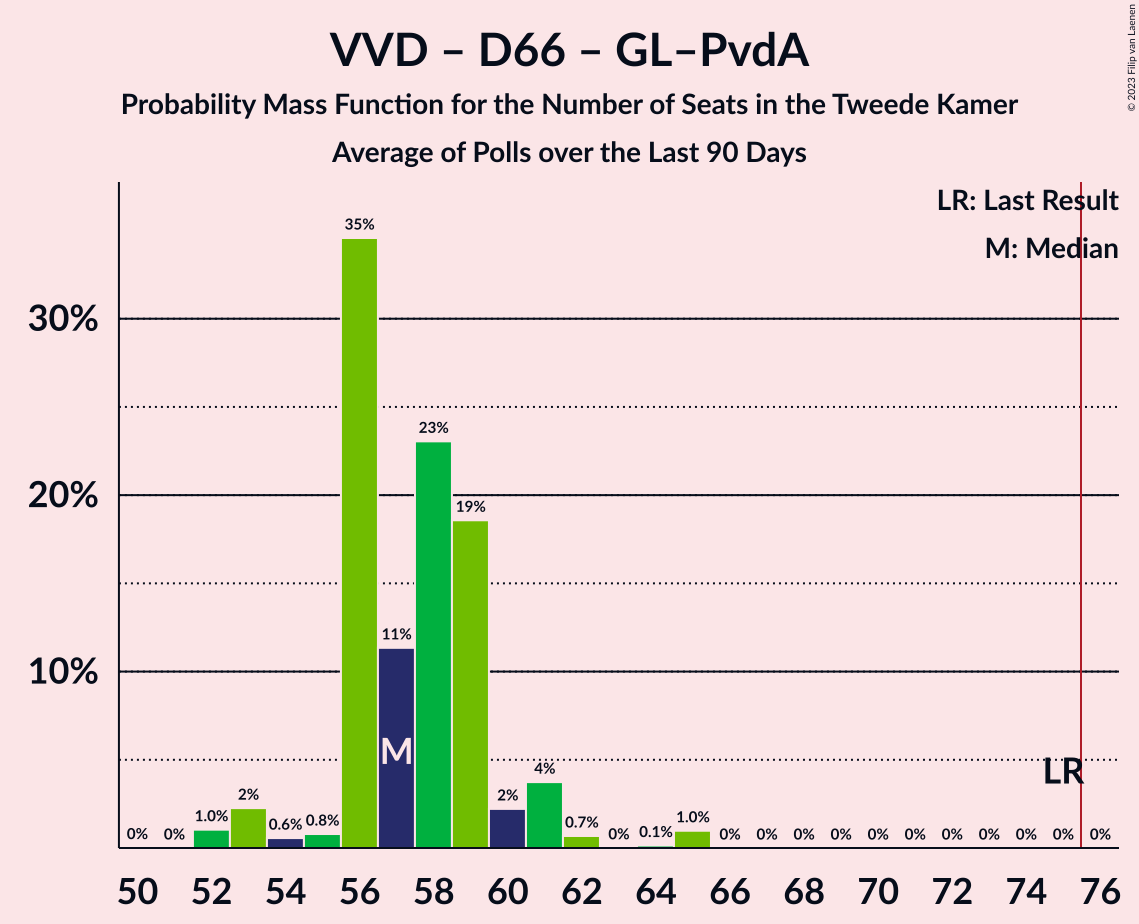 VVD – D66 – GL–PvdA
Probability Mass Function for the Number of Seats in the Tweede Kamer
Average of Polls over the Last 90 Days
© 2023 Filip van Laenen
LR: Last Result
M: Median
30%
20%
10%
0% 0% 1.0% 2% 0.6% 0.8% 35% 11% 23% 19% 2% 4% 0.7% 0% 0.1% 1.0% 0% 0% 0% 0% 0% 0% 0% 0% 0% 0% 0%
M
LR
50 52 54 56 58 60 62 64 66 68 70 72 74 76